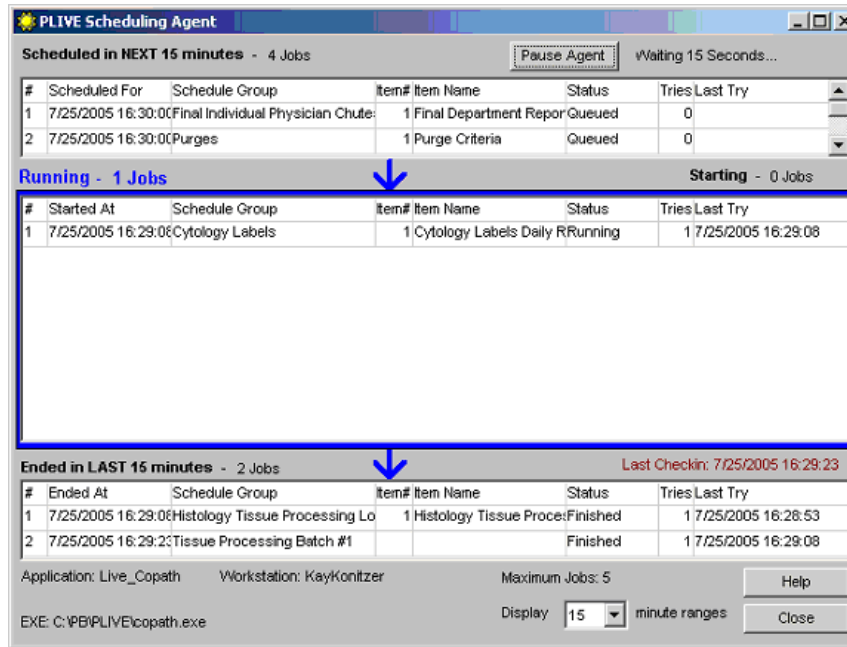 PLIVE Scheduling Agent
Scheduled in NEXT 15 minutes - 4 Jobs Pause Agent Waiting 15 Seconds...
# Scheduled For Schedule Group Item# Item Name Status Tries Last Try
1 7/25/2005 16:30:00 Final Individual Physician Chute: 1 Final Department Repor Queued 0
2 7/25/2005 16:30:00 Purges 1 Purge Criteria Queued 0
Running - 1 Jobs Starting - 0 Jobs
# Started At Schedule Group Item# Item Name Status Tries Last Try
1 7/25/2005 16:29:08 Cytology Labels 1 Cytology Labels Daily R Running 1 7/25/2005 16:29:08
Ended in LAST 15 minutes - 2 Jobs Last Checkin: 7/25/2005 16:29:23
# Ended At Schedule Group Item# Item Name Status Tries Last Try
1 7/25/2005 16:29:08 Histology Tissue Processing Lo 1 Histology Tissue Proces Finished 1 7/25/2005 16:28:53
2 7/25/2005 16:29:23 Tissue Processing Batch #1 Finished 1 7/25/2005 16:29:08
Application: Live_Copath Workstation: KayKonitzer Maximum Jobs: 5 Help
EXE: C:\PB\PLIVE\copath.exe Display 15 minute ranges Close